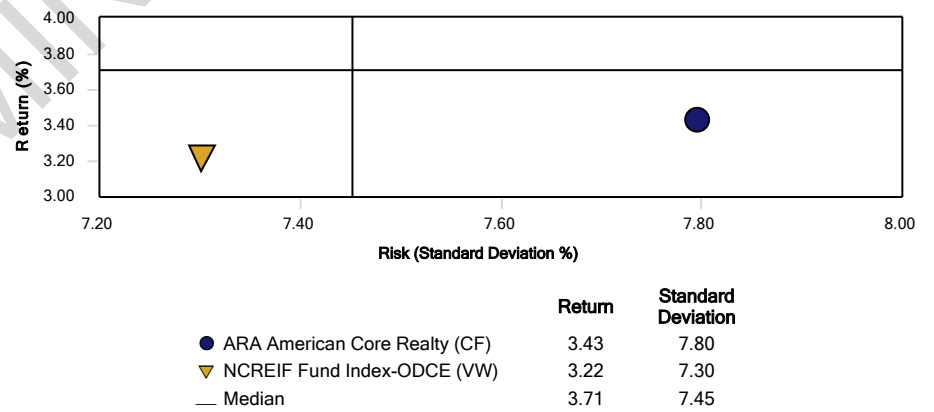 4.00
3.80
3.60
3.40
3.20
3.00
Return (%)
7.20 7.40 7.60 7.80 8.00
Risk (Standard Deviation %)
Return Standard Deviation
ARA American Core Realty (CF) 3.43 7.80
NCREIF Fund Index-ODCE (VW) 3.22 7.30
Median 3.71 7.45